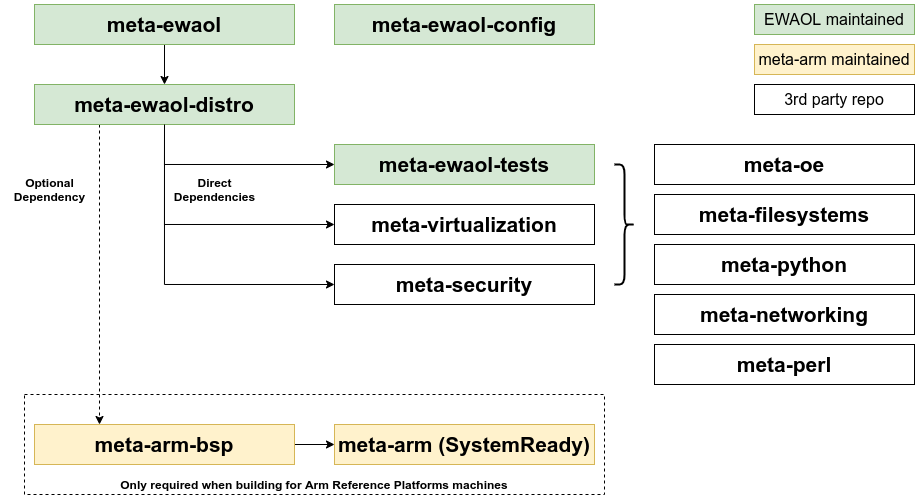 meta-ewaol
meta-ewaol-config
EWAOL maintained
meta-arm maintained
3rd party repo
meta-ewaol-distro
Optional
Dependency
Direct
Dependencies
meta-ewaol-tests
meta-virtualization
meta-security
meta-oe
meta-filesystems
meta-python
meta-networking
meta-perl
meta-arm-bsp
meta-arm (SystemReady)
Only required when building for Arm Reference Platforms machines